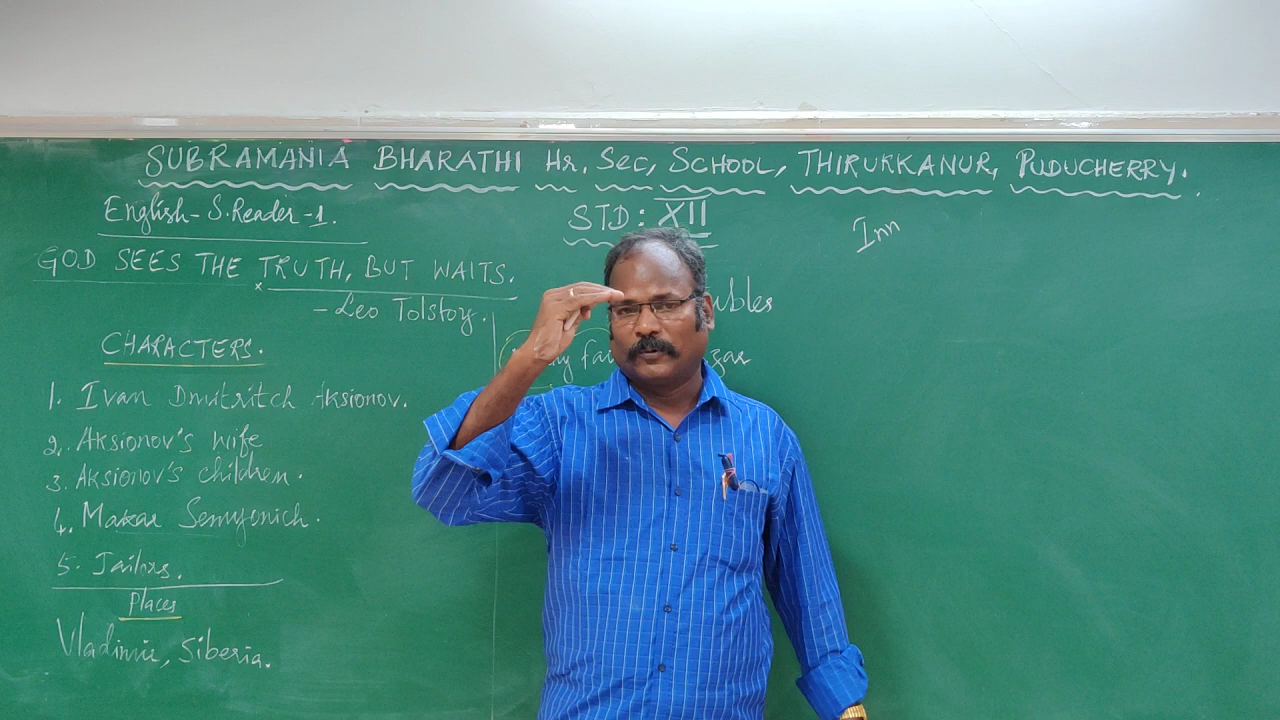 SUBRAMANIA BHARATHI Hr. Sec, SCHOOL, THIRUKKANUR, PUDUCHERRY.
English - S. Reader - 1.
STD: XII
Inn
GOD SEES THE TRUTH, BUT WAITS.
- Leo Tolstoy.
CHARACTERS.
1. Ivan Dmitritch Aksionov.
2. Aksionov's wife
3. Aksionov's children.
4. Makar Semyonich.
5. Jailors.
Places
Vladimir, Siberia.